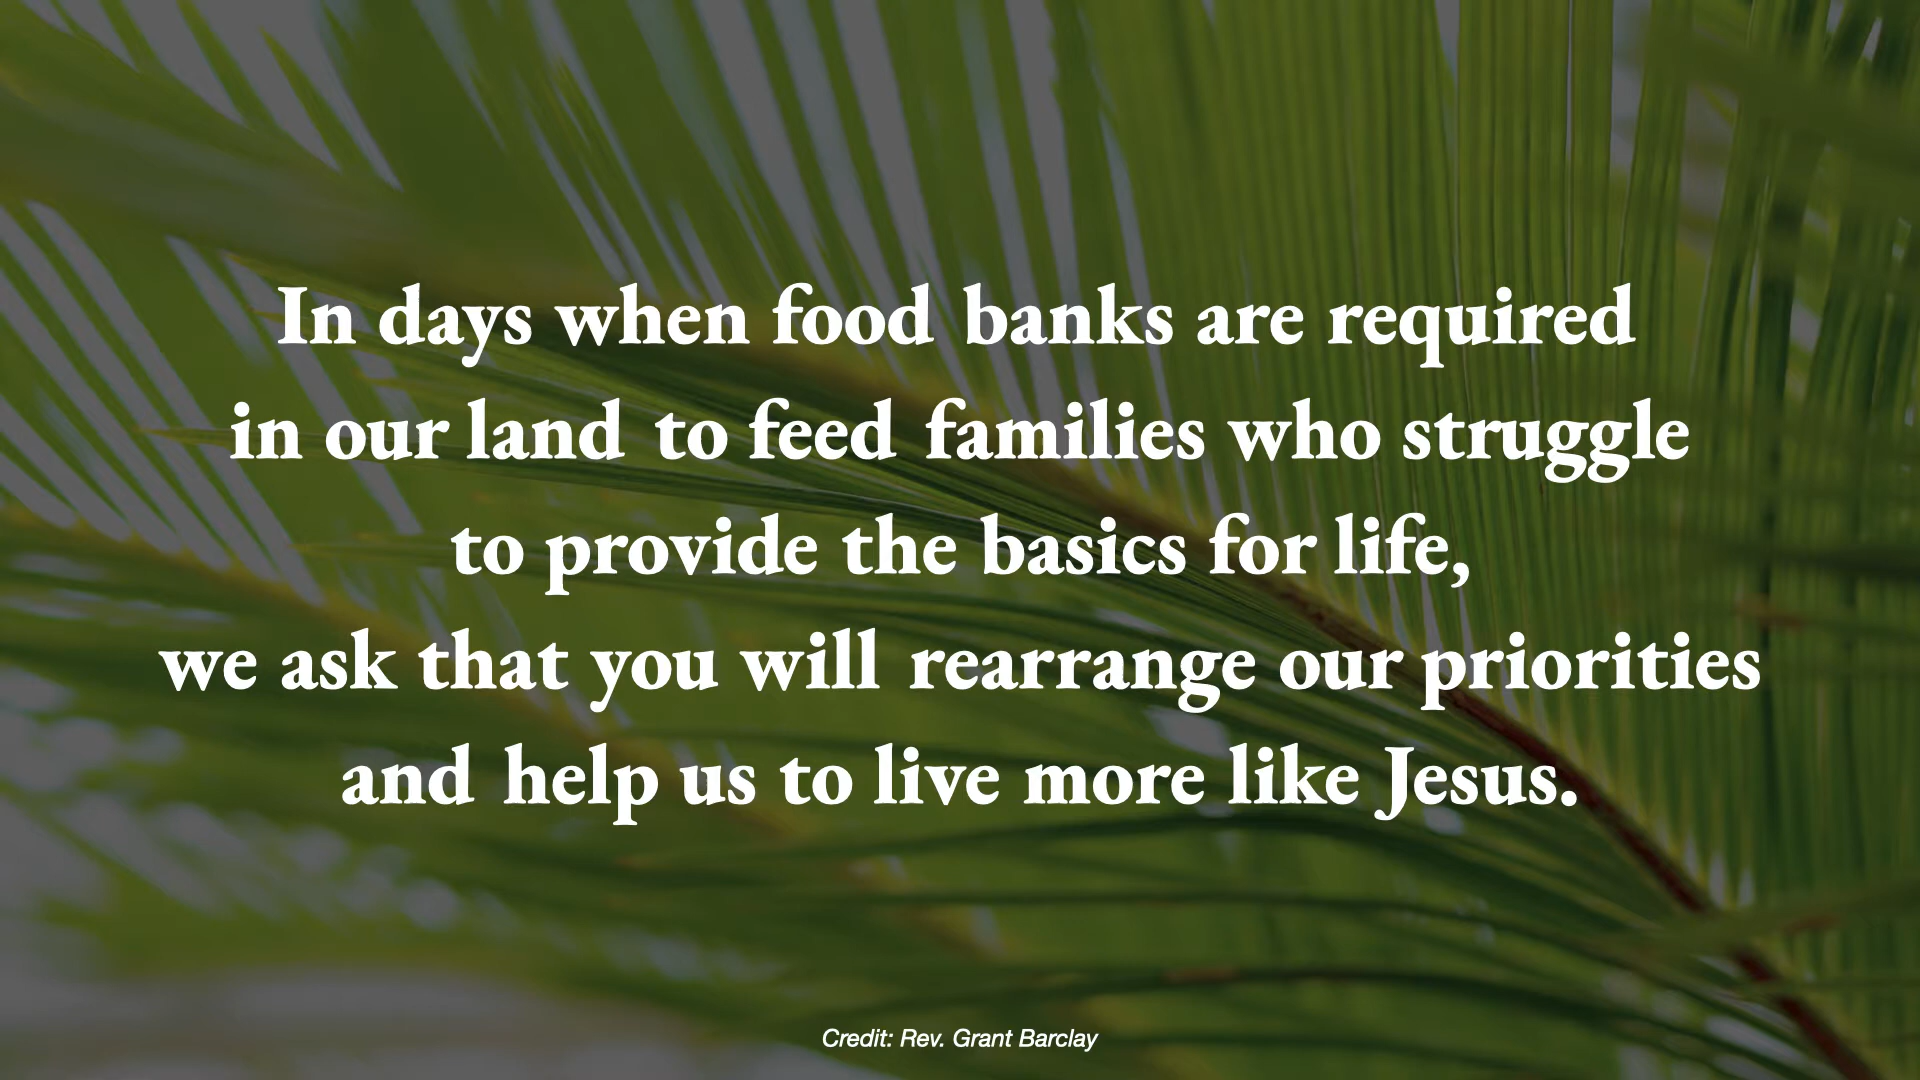 In days when food banks are required
in our land to feed families who struggle
to provide the basics for life,
we ask that you will rearrange our priorities
and help us to live more like Jesus.
Credit: Rev. Grant Barclay